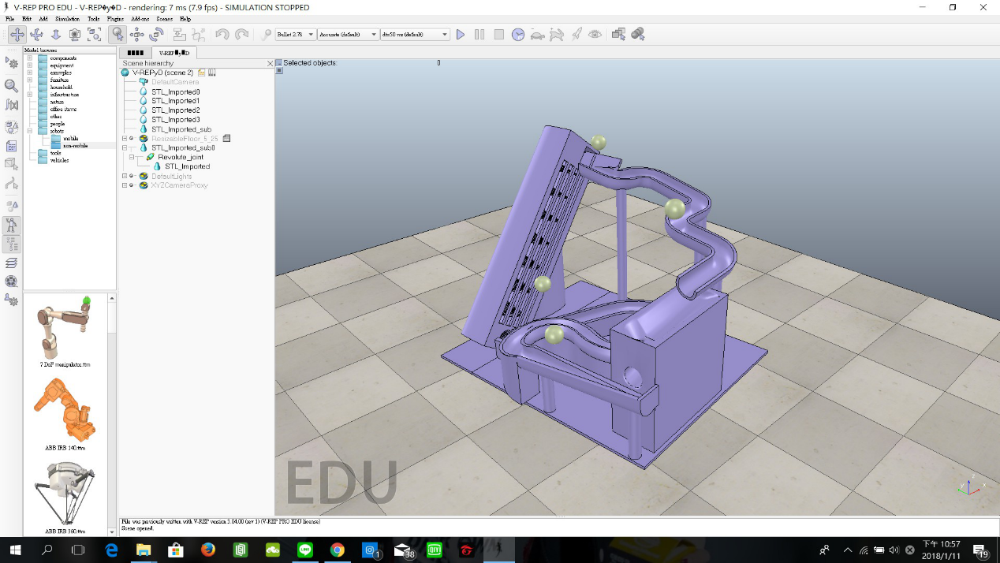 V-REP PRO EDU - V-REP�y�D - rendering: 7 ms (7.9 fps) - SIMULATION STOPPED
File Edit Add Simulation Tools Plugins Add-ons Scenes Help
Bullet 2.78 Accurate (default) dt=50 ms (default)
Model browser
components
equipment
examples
furniture
household
infrastructure
nature
office items
other
people
robots
mobile
non-mobile
tools
vehicles
7 DoF manipulator.ttm
ABB IRB 140.ttm
ABB IRB 360.ttm
Scene hierarchy
V-REPyD (scene 2)
DefaultCamera
STL_Imported0
STL_Imported1
STL_Imported2
STL_Imported3
STL_Imported_sub
ResizableFloor_5_25
STL_Imported_sub0
Revolute_joint
STL_Imported
DefaultLights
XYZCameraProxy
Selected objects: 0
EDU
z
y
x
File was previously written with V-REP version 3.04.00 (rev 1) (V-REP PRO EDU license)
Scene opened.
LINE
1
38
QIYI
下午 10:57
2018/1/11
19